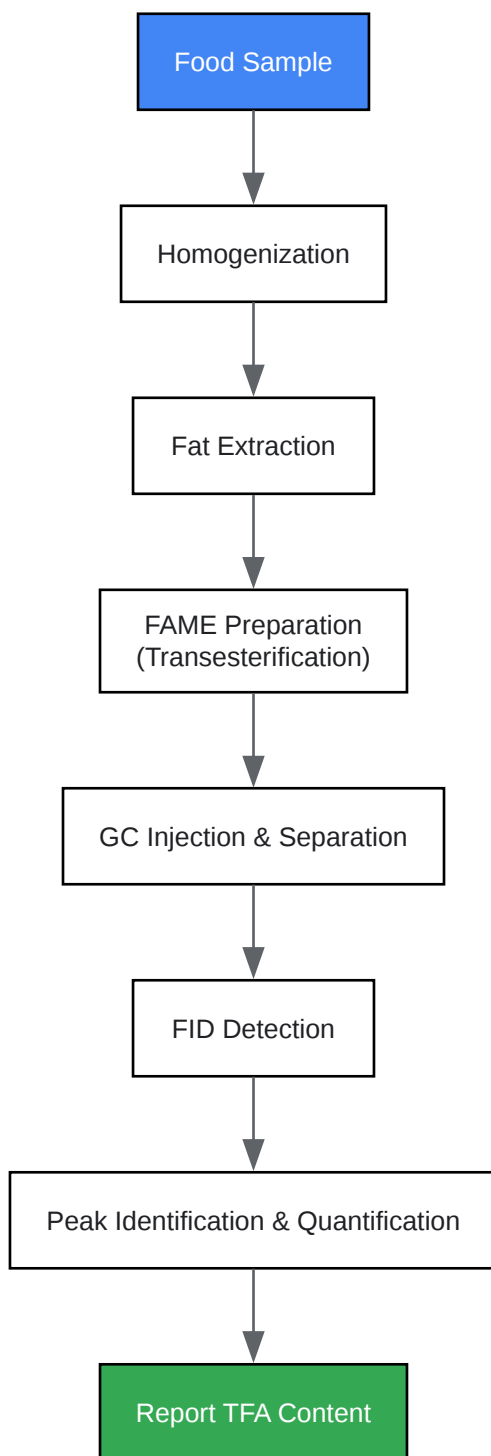 Food Sample
Homogenization
Fat Extraction
FAME Preparation
(Transesterification)
GC Injection & Separation
FID Detection
Peak Identification & Quantification
Report TFA Content